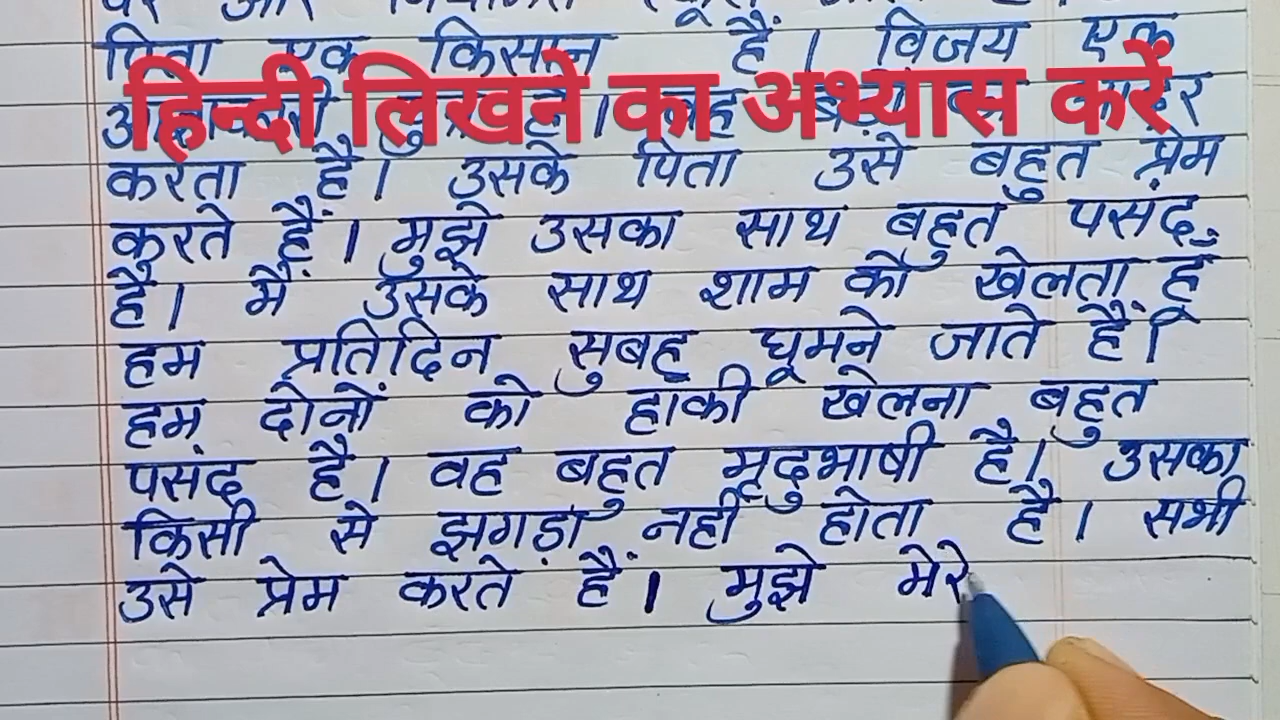 पिता एक किसान हैं। विजय एक
हिन्दी लिखने का अभ्यास करें
करता है। उसके पिता उसे बहुत प्रेम
करते हैं। मुझे उसका साथ बहुत पसंद
है। मैं उसके साथ शाम को खेलता हूँ
हम प्रतिदिन सुबह घूमने जाते हैं।
हम दोनों को हॉकी खेलना बहुत
पसंद है। वह बहुत मृदुभाषी है। उसका
किसी से झगड़ा नहीं होता है। सभी
उसे प्रेम करते हैं। मुझे मेरे